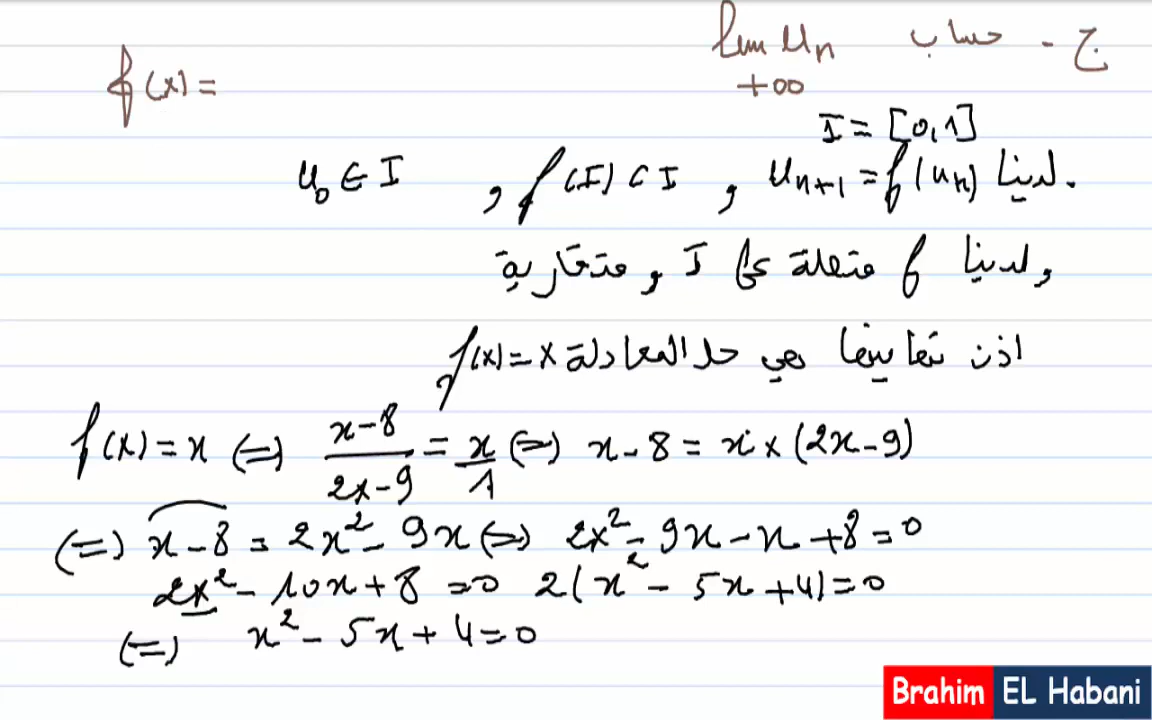 ج - حساب lim uₙ +∞
f(x) =
I = [0,1]
لدينا uₙ₊₁ = f(uₙ) , f(I) ⊂ I , u₀ ∈ I
ولدينا f متصلة على I و متقاربة
اذن نهايتها هي حل المعادلة f(x) = x
f(x) = x ⇔ (x-8)/(2x-9) = x/1 ⇔ x - 8 = x × (2x - 9)
⇔ x - 8 = 2x² - 9x ⇔ 2x² - 9x - x + 8 = 0
2x² - 10x + 8 = 0 2(x² - 5x + 4) = 0
⇔ x² - 5x + 4 = 0
Brahim EL Habani